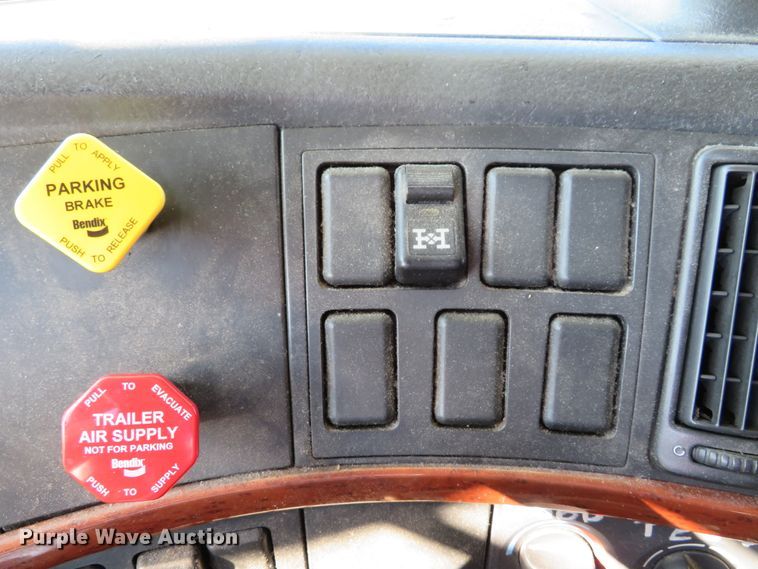 PULL TO APPLY
PARKING
BRAKE
Bendix
PUSH TO RELEASE
PULL TO EVACUATE
TRAILER
AIR SUPPLY
NOT FOR PARKING
Bendix
PUSH TO SUPPLY
Purple Wave Auction